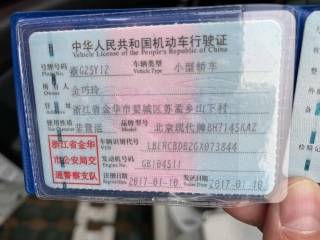 中华人民共和国机动车行驶证
Vehicle License of the People's Republic of China
号牌号码 浙GZ5Y12 车辆类型 小型轿车
Plate No. Vehicle Type
所有人 金巧玲
Owner
住址 浙江省金华市婺城区苏孟乡山下村
Address
使用性质 非营运 品牌型号 北京现代牌BH7145KAZ
Model
浙江省金华 车辆识别代号 LBERCBDBZGX073844
VIN
市公安局交 发动机号码 GB104511
Engine No.
通警察支队 注册日期 2017-01-10 发证日期 2017-01-10
Register Date Issue Date